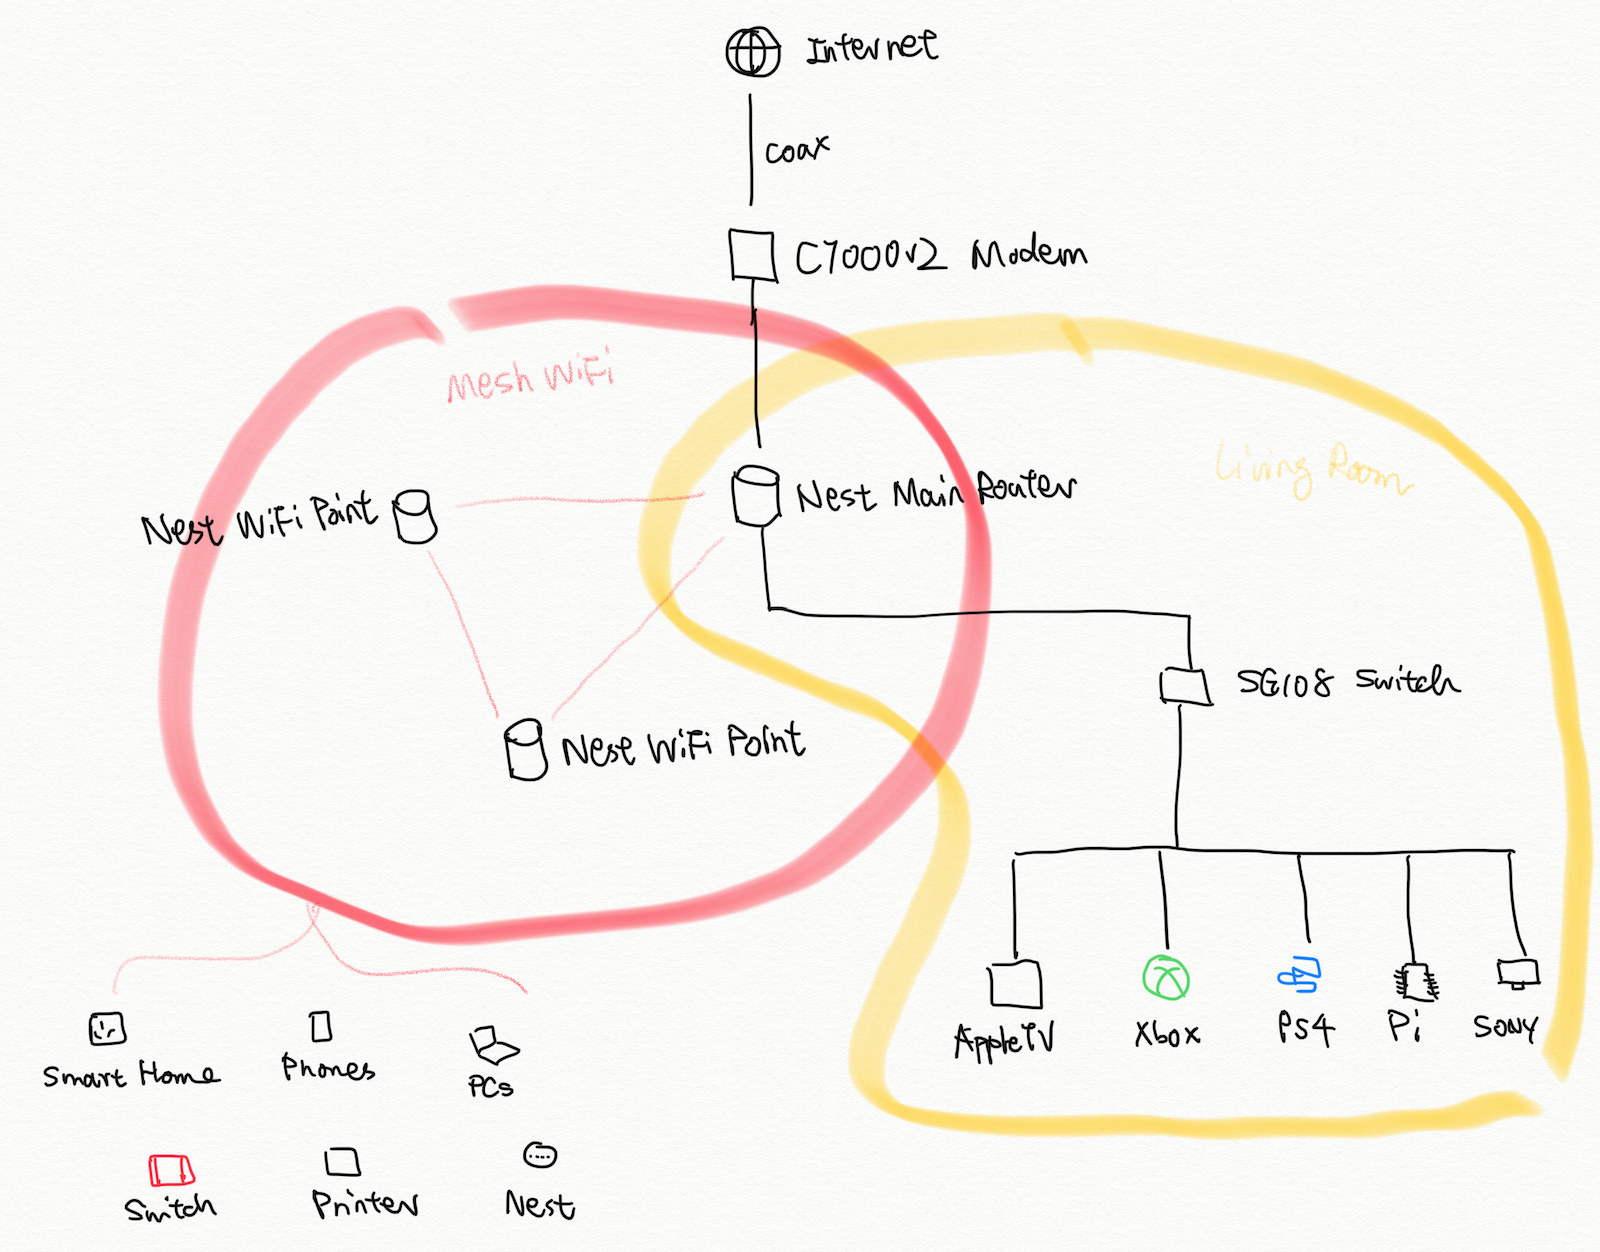 Internet
coax
C7000v2 Modem
Mesh WiFi
Living Room
Nest Main Router
Nest WiFi Point
SG108 Switch
Nest WiFi Point
AppleTV
Xbox
PS4
Pi
SONY
Smart Home
Phones
PCs
Switch
Printer
Nest